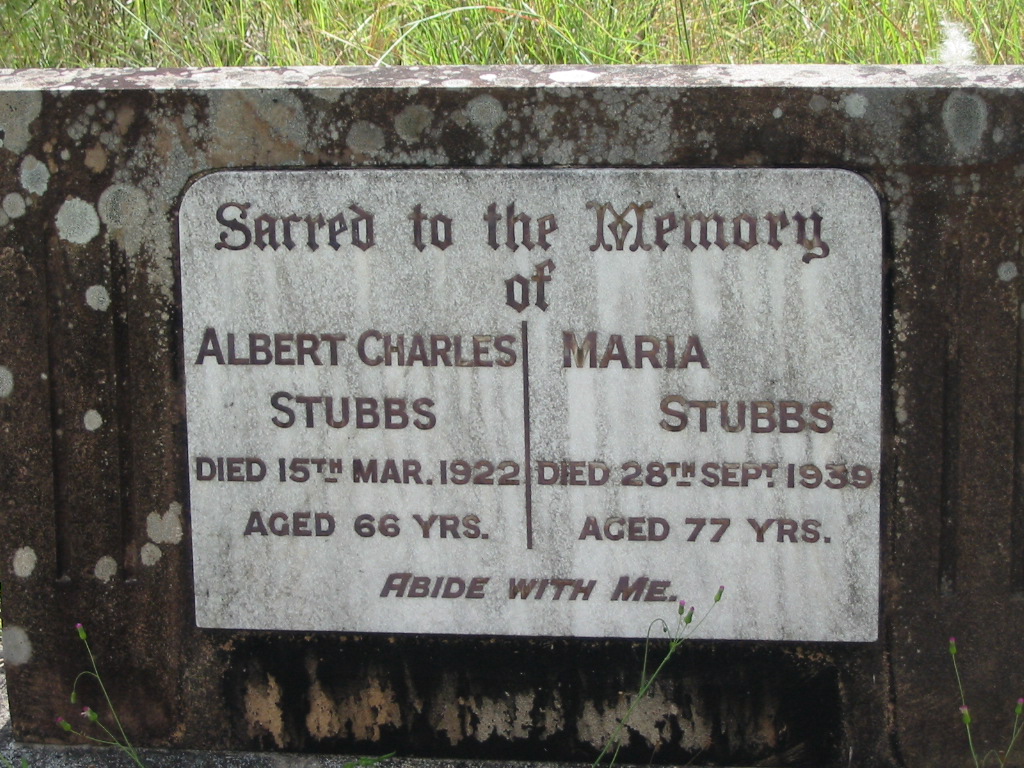 Sacred to the Memory
of
ALBERT CHARLES
STUBBS
DIED 15TH MAR. 1922
AGED 66 YRS.
MARIA
STUBBS
DIED 28TH SEPT. 1939
AGED 77 YRS.
ABIDE WITH ME.